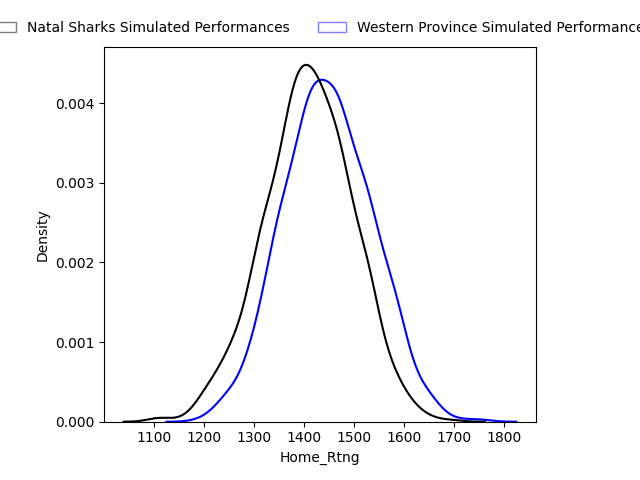 Natal Sharks Simulated Performances
Western Province Simulated Performance
0.004
0.003
0.002
0.001
0.000
Density
1100 1200 1300 1400 1500 1600 1700 1800
Home_Rtng